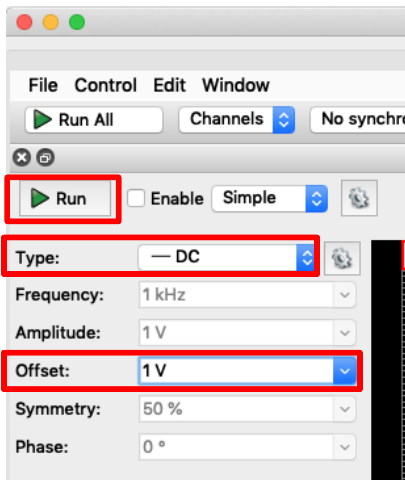 File Control Edit Window
Run All Channels No synchro
Run Enable Simple
Type: — DC
Frequency: 1 kHz
Amplitude: 1 V
Offset: 1 V
Symmetry: 50 %
Phase: 0 °